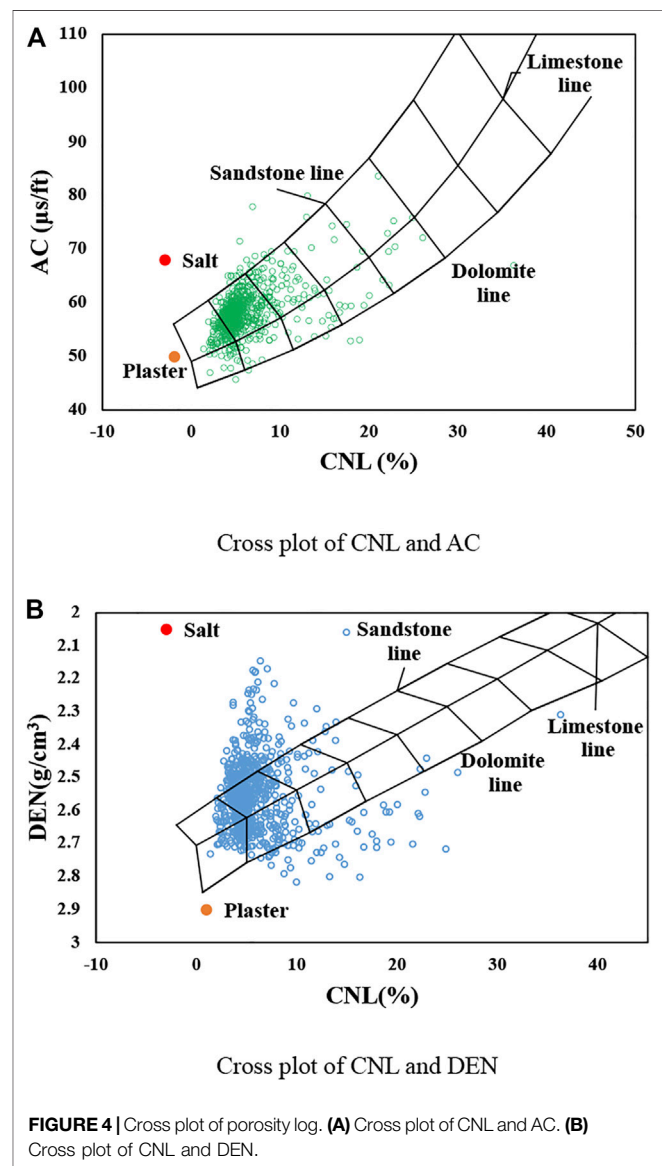 A
110
100
90
80
70
60
50
40
AC (μs/ft)
Limestone
line
Sandstone line
Salt
Dolomite
line
Plaster
-10 0 10 20 30 40 50
CNL (%)
Cross plot of CNL and AC
B
2
2.1
2.2
2.3
2.4
2.5
2.6
2.7
2.8
2.9
3
DEN(g/cm³)
Salt
Sandstone
line
Limestone
line
Dolomite
line
Plaster
-10 0 10 20 30 40
CNL(%)
Cross plot of CNL and DEN
FIGURE 4 | Cross plot of porosity log. (A) Cross plot of CNL and AC. (B)
Cross plot of CNL and DEN.